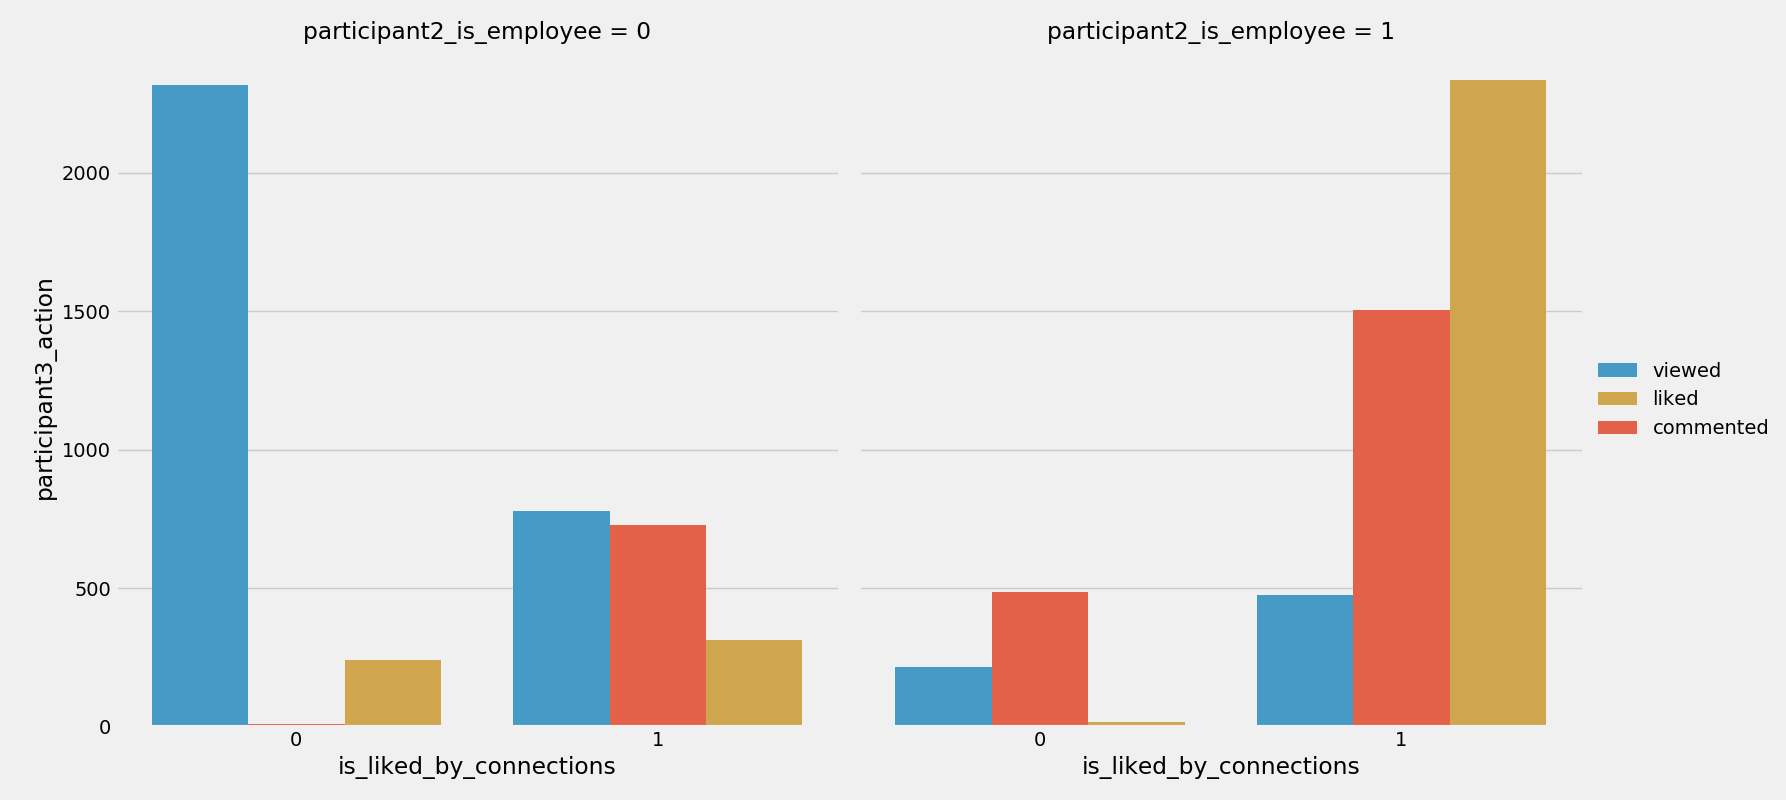 participant2_is_employee = 0
participant2_is_employee = 1
participant3_action
2000
1500
1000
500
0
0
1
is_liked_by_connections
0
1
is_liked_by_connections
viewed
liked
commented